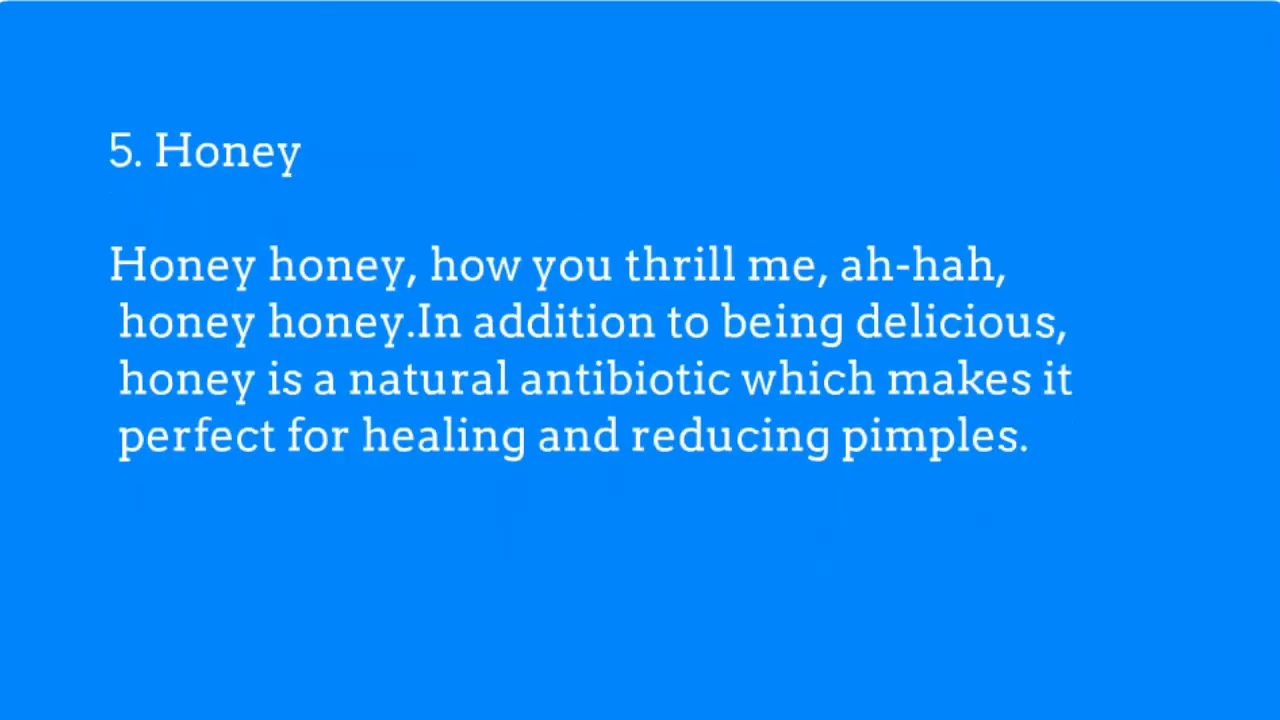 5. Honey
Honey honey, how you thrill me, ah-hah,
honey honey.In addition to being delicious,
honey is a natural antibiotic which makes it
perfect for healing and reducing pimples.